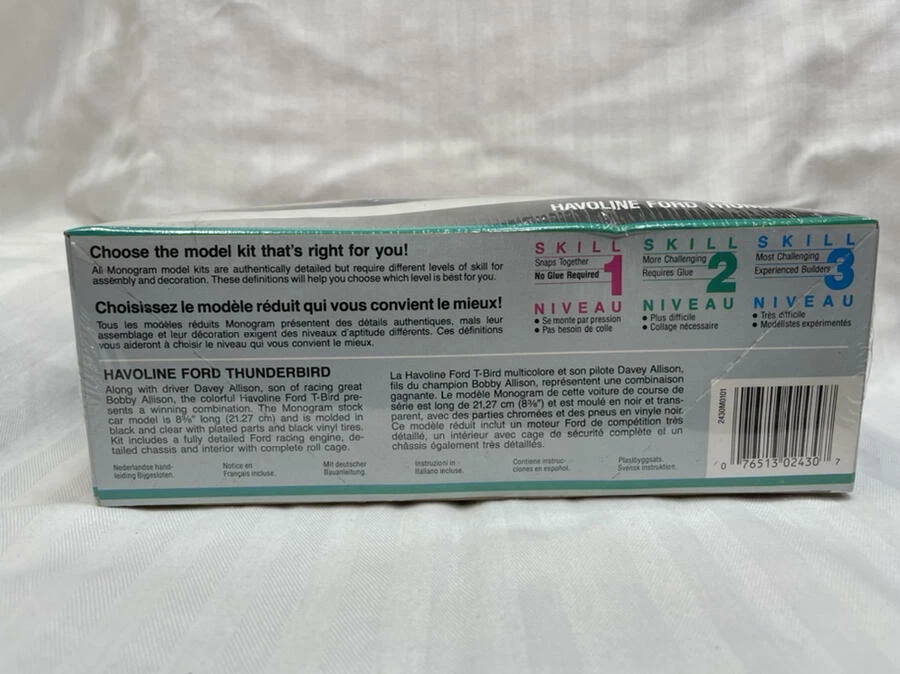 HAVOLINE FORD
Choose the model kit that's right for you!
All Monogram model kits are authentically detailed but require different levels of skill for
assembly and decoration. These definitions will help you choose which level is best for you.
Choisissez le modèle réduit qui vous convient le mieux!
Tous les modèles réduits Monogram présentent des détails authentiques, mais leur
assemblage et leur décoration exigent des niveaux d'aptitude différents. Ces définitions
vous aideront à choisir le niveau qui vous convient le mieux.
SKILL
Snaps Together
No Glue Required
1
NIVEAU
• Se monte par pression
• Pas besoin de colle
SKILL
More Challenging
Requires Glue
2
NIVEAU
• Plus difficile
• Collage nécessaire
SKILL
Most Challenging
Experienced Builders
3
NIVEAU
• Très difficile
• Modélistes expérimentés
HAVOLINE FORD THUNDERBIRD
Along with driver Davey Allison, son of racing great
Bobby Allison, the colorful Havoline Ford T-Bird pre-
sents a winning combination. The Monogram stock
car model is 8⅜" long (21.27 cm) and is molded in
black and clear with plated parts and black vinyl tires.
Kit includes a fully detailed Ford racing engine, de-
tailed chassis and interior with complete roll cage.
La Havoline Ford T-Bird multicolore et son pilote Davey Allison,
fils du champion Bobby Allison, représentent une combinaison
gagnante. Le modèle Monogram de cette voiture de course de
série est long de 21,27 cm (8⅜") et est moulé en noir et trans-
parent, avec des parties chromées et des pneus en vinyle noir.
Ce modèle réduit inclut un moteur Ford de compétition très
détaillé, un intérieur avec cage de sécurité complète et un
châssis également très détaillés.
Nederlandse hand-
leiding Bijgesloten.
Notice en
Français incluse.
Mit deutscher
Bauanleitung.
Instruzioni in
Italiano incluse.
Contiene instruc-
ciones en español.
Plastbyggsats.
Svensk instruktion.
2430M0101
0 76513 02430 7